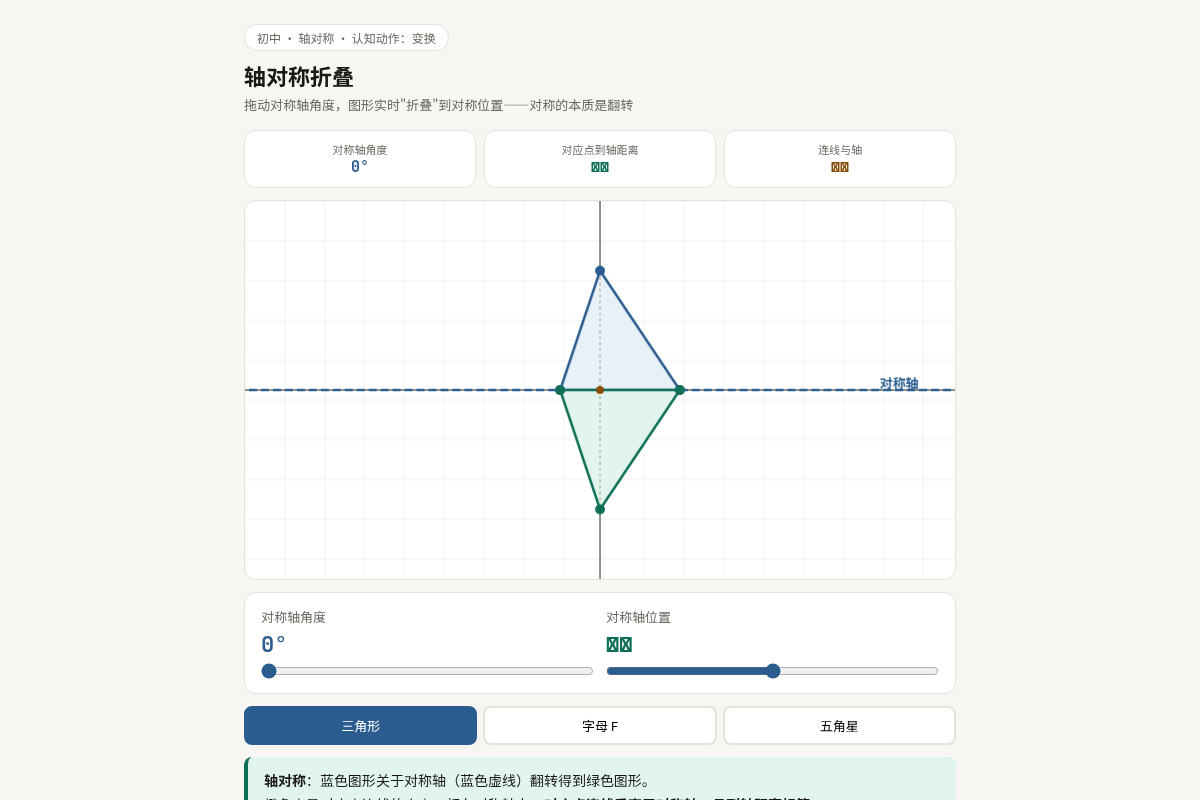 初中 · 轴对称 · 认知动作：变换
轴对称折叠
拖动对称轴角度，图形实时"折叠"到对称位置——对称的本质是翻转
对称轴角度
0°
对应点到轴距离
连线与轴
对称轴
对称轴角度
0°
对称轴位置
三角形
字母 F
五角星
轴对称：蓝色图形关于对称轴（蓝色虚线）翻转得到绿色图形。